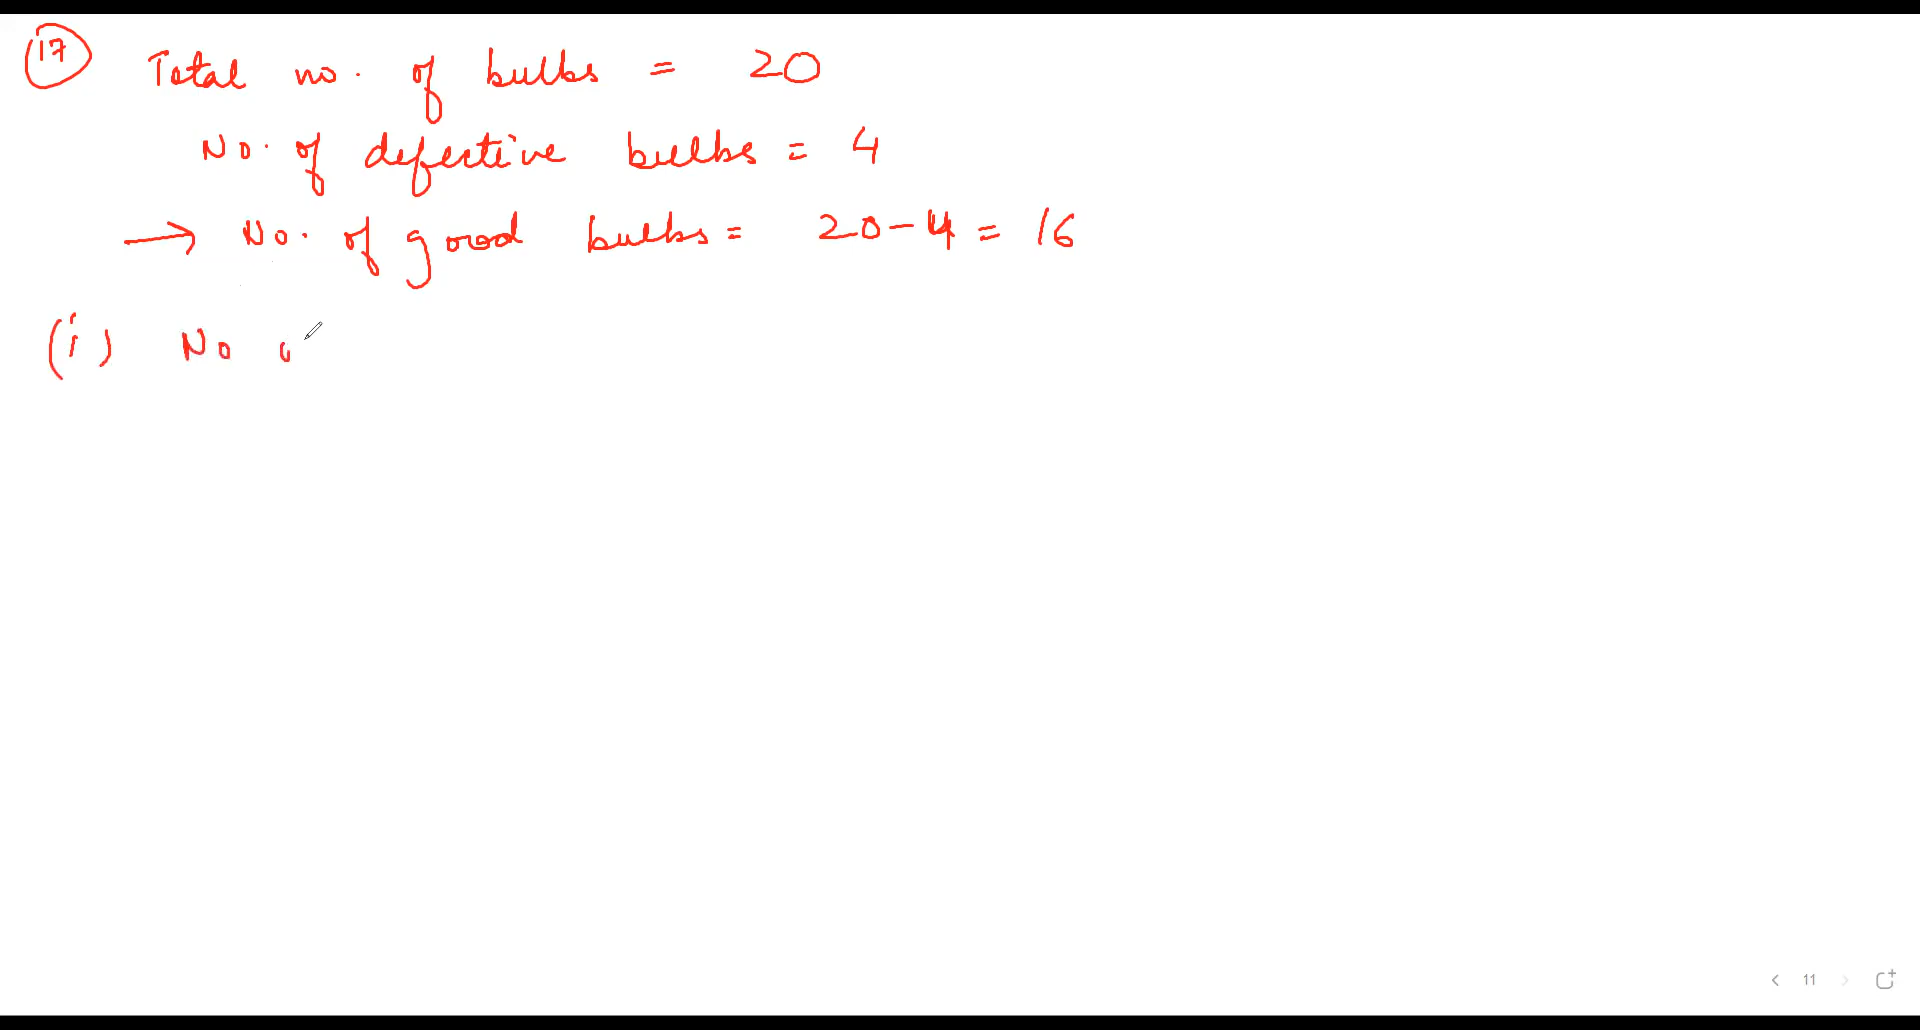 17
Total no. of bulbs = 20
No. of defective bulbs = 4
→ No. of good bulbs = 20 - 4 = 16
(i) No o
11